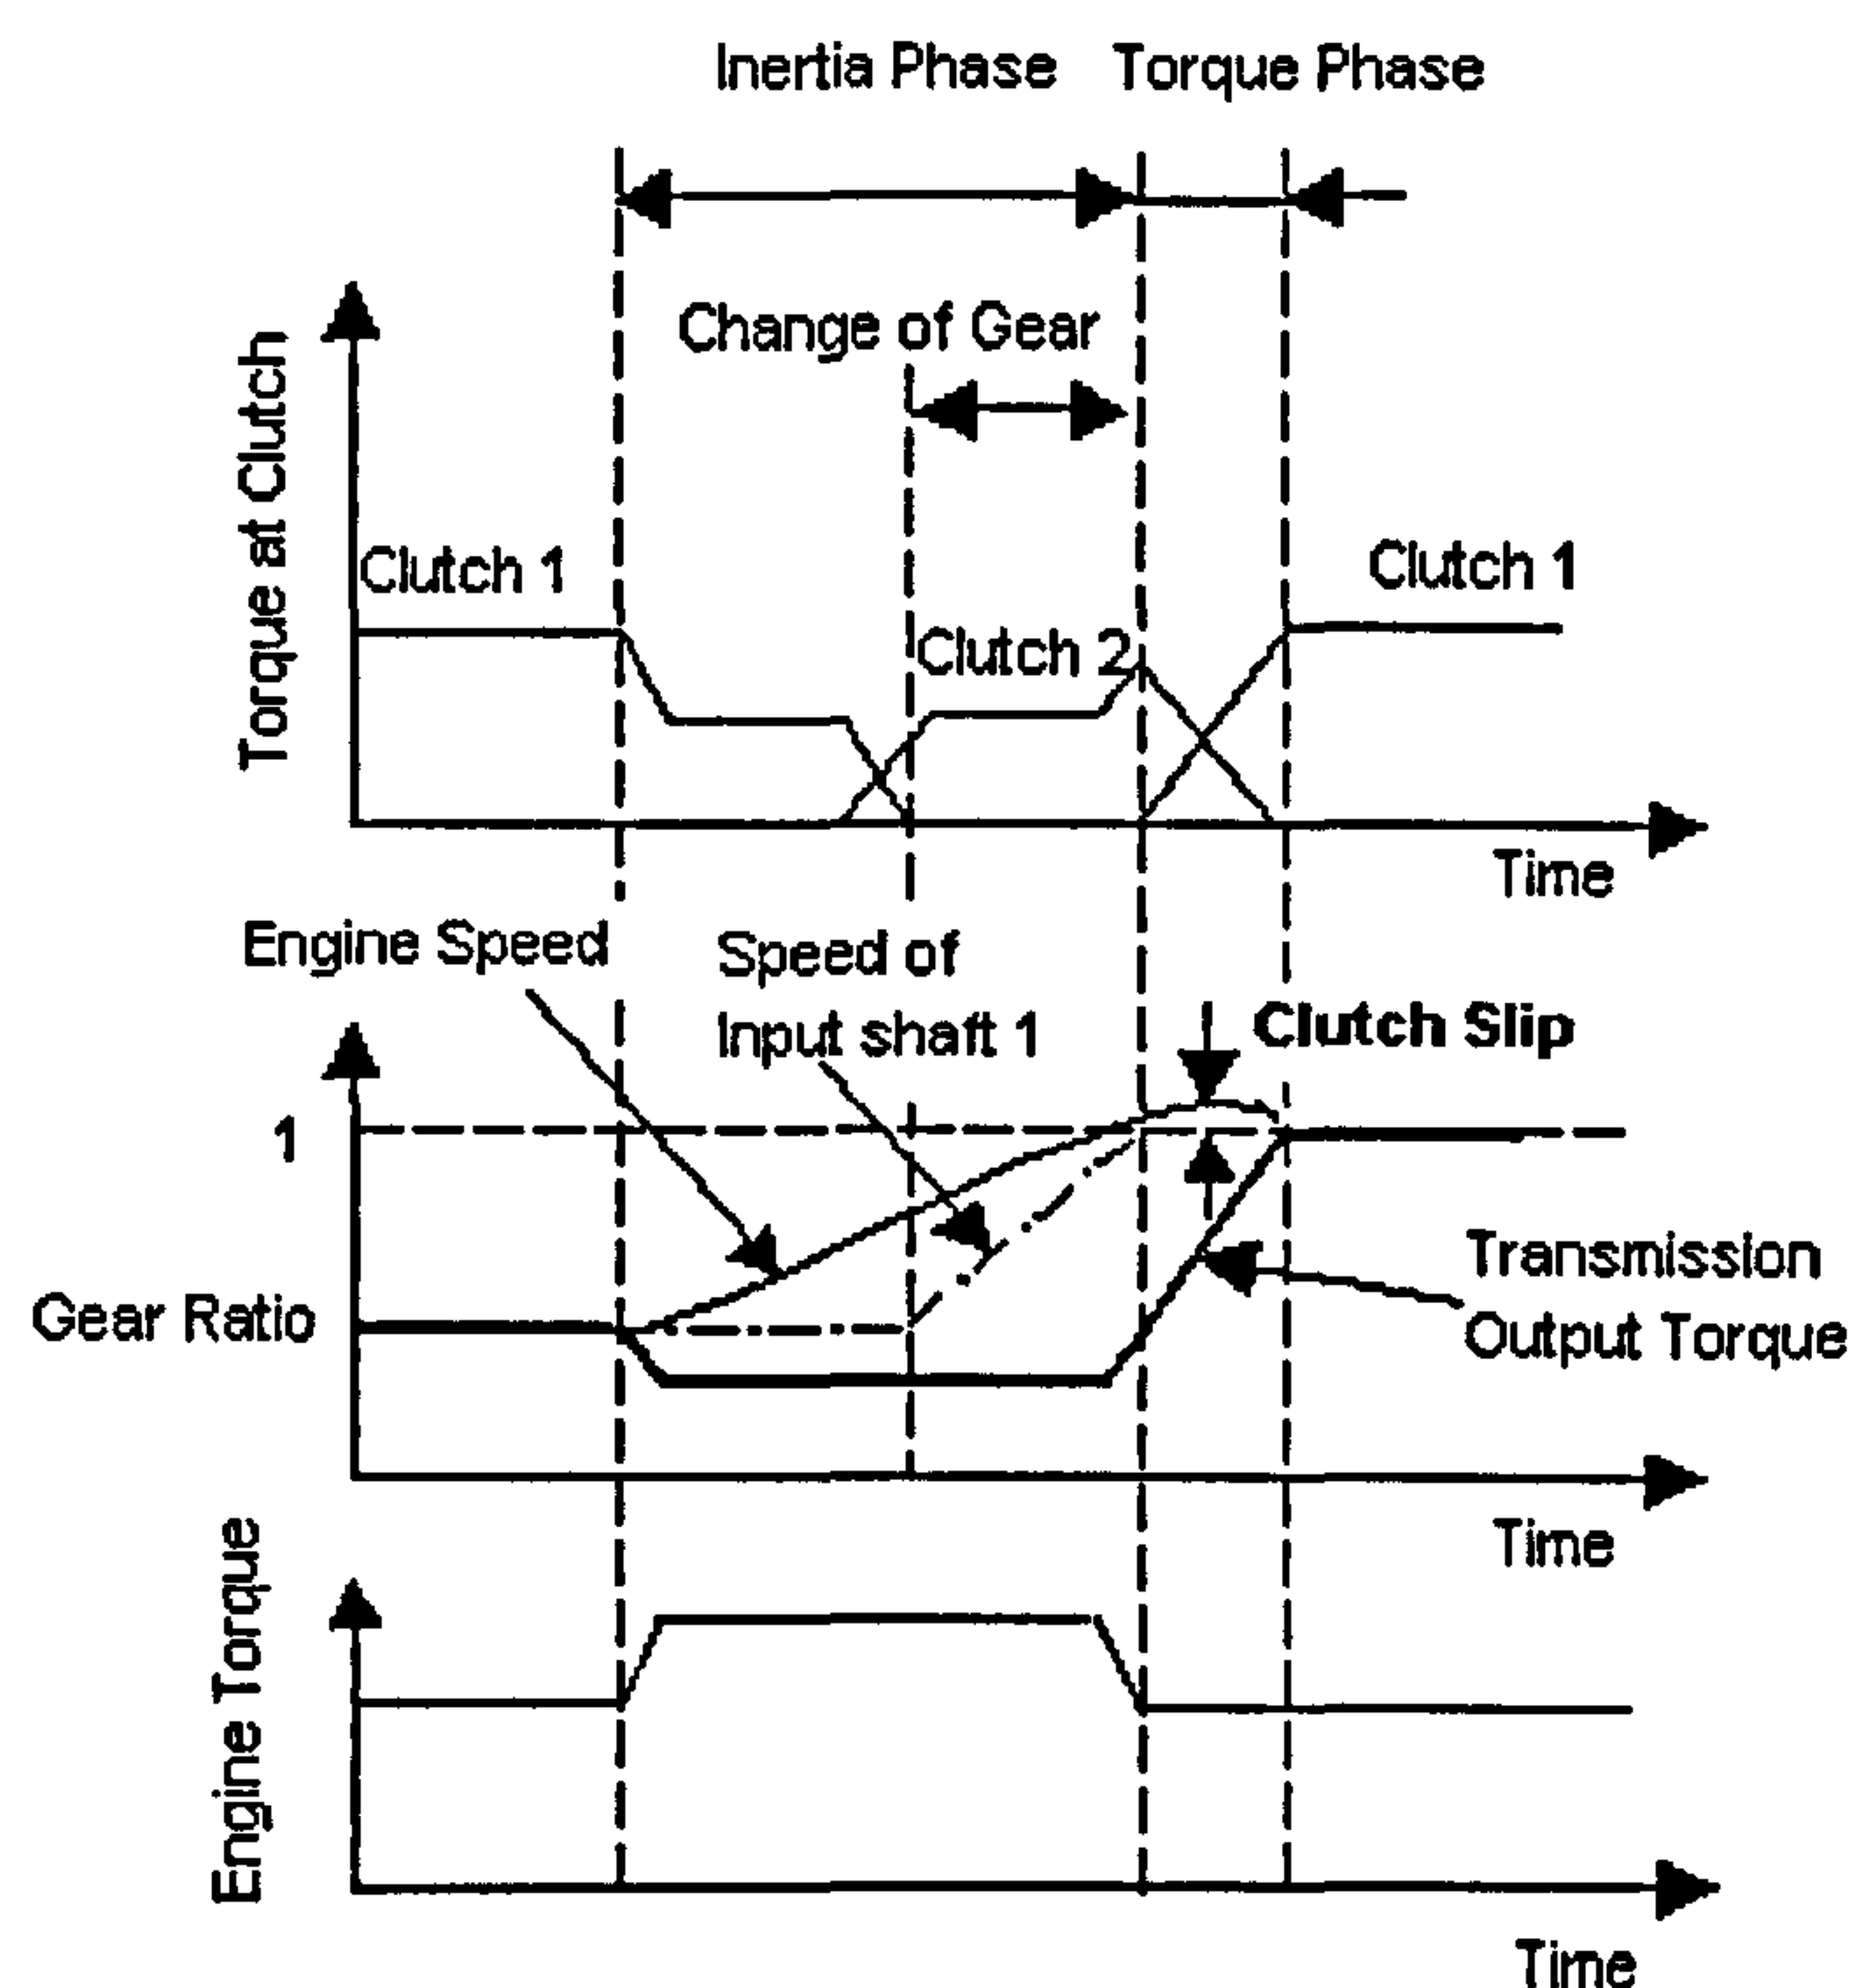 Inertia Phase Torque Phase
Change of Gear
Torque at Clutch
Clutch 1
Clutch 1
Clutch 2
Time
Engine Speed
Speed of
Input shaft 1
Clutch Slip
1
Gear Ratio
Transmission
Output Torque
Time
Engine Torque
Time